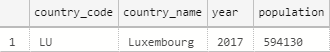 country_code country_name year population
1 LU Luxembourg 2017 594130